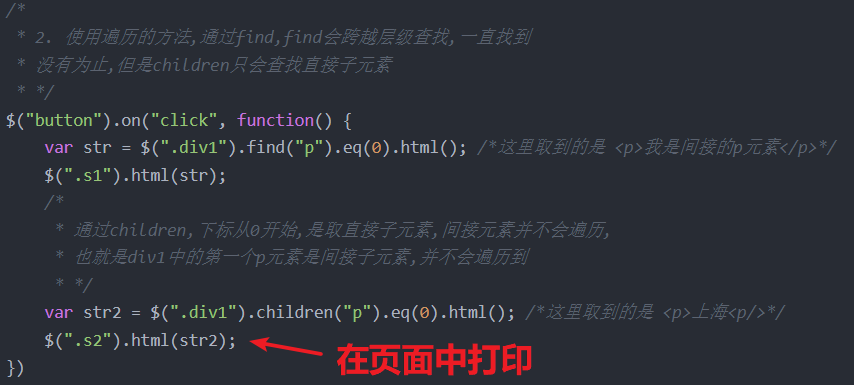 /*
 * 2. 使用遍历的方法,通过find,find会跨越层级查找,一直找到
 * 没有为止,但是children只会查找直接子元素
 * */
$("button").on("click", function() {
    var str = $(".div1").find("p").eq(0).html(); /*这里取到的是 <p>我是间接的p元素</p>*/
    $(".s1").html(str);
    /*
     * 通过children,下标从0开始,是取直接子元素,间接元素并不会遍历,
     * 也就是div1中的第一个p元素是间接子元素,并不会遍历到
     * */
    var str2 = $(".div1").children("p").eq(0).html(); /*这里取到的是 <p>上海<p/>*/
    $(".s2").html(str2);
在页面中打印
})